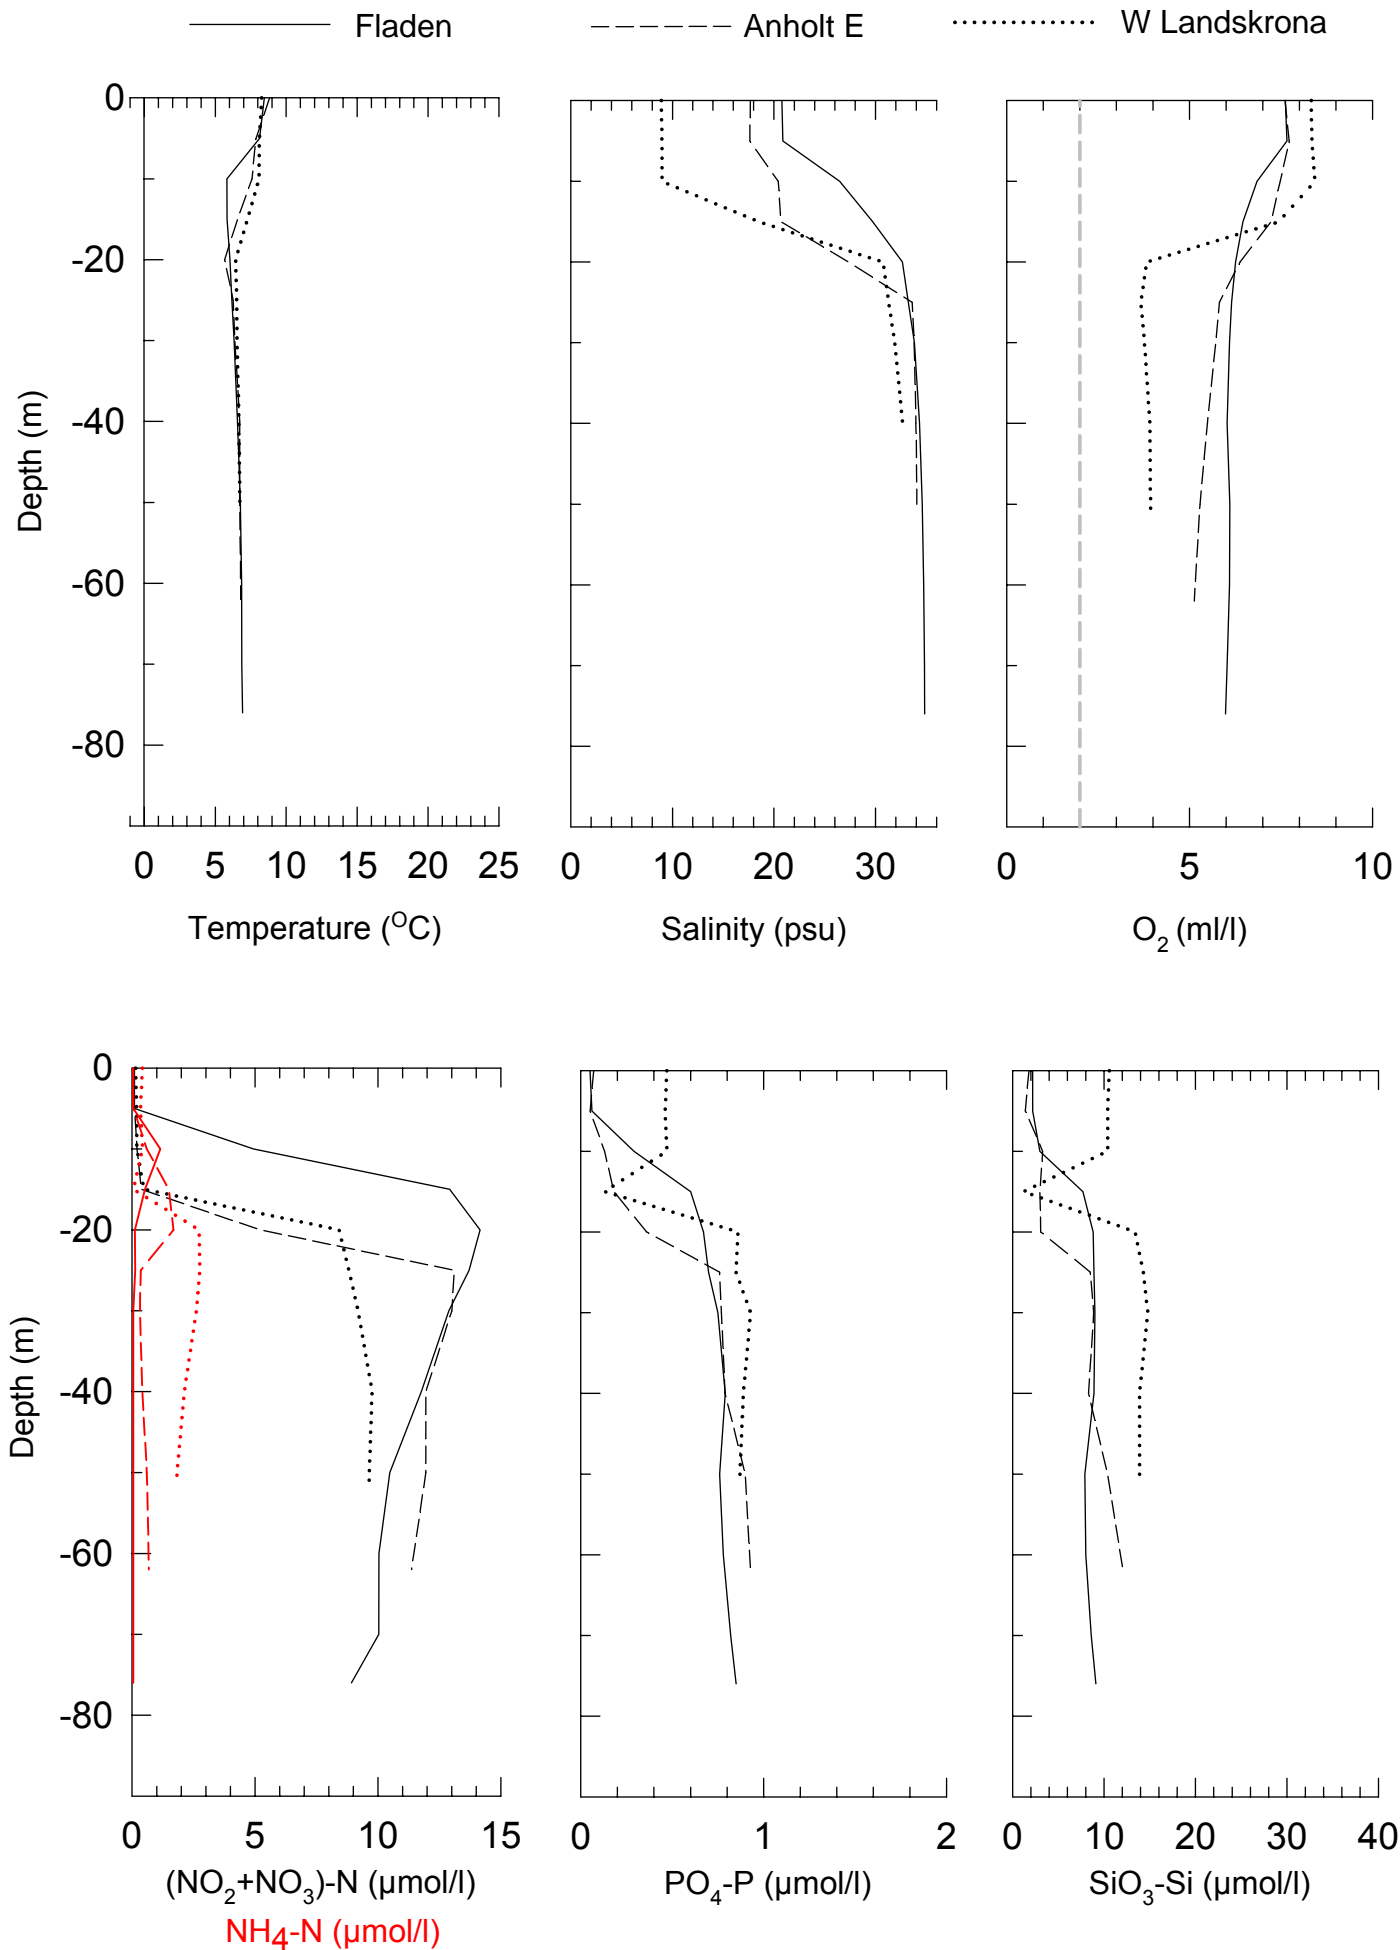 Fladen Anholt E W Landskrona
0
-20
-40
-60
-80
Depth (m)
0 5 10 15 20 25
Temperature (°C)
0 10 20 30
Salinity (psu)
0 5 10
O₂ (ml/l)
0
-20
-40
-60
-80
Depth (m)
0 5 10 15
(NO₂+NO₃)-N (µmol/l)
NH4-N (µmol/l)
0 1 2
PO₄-P (µmol/l)
0 10 20 30 40
SiO₃-Si (µmol/l)